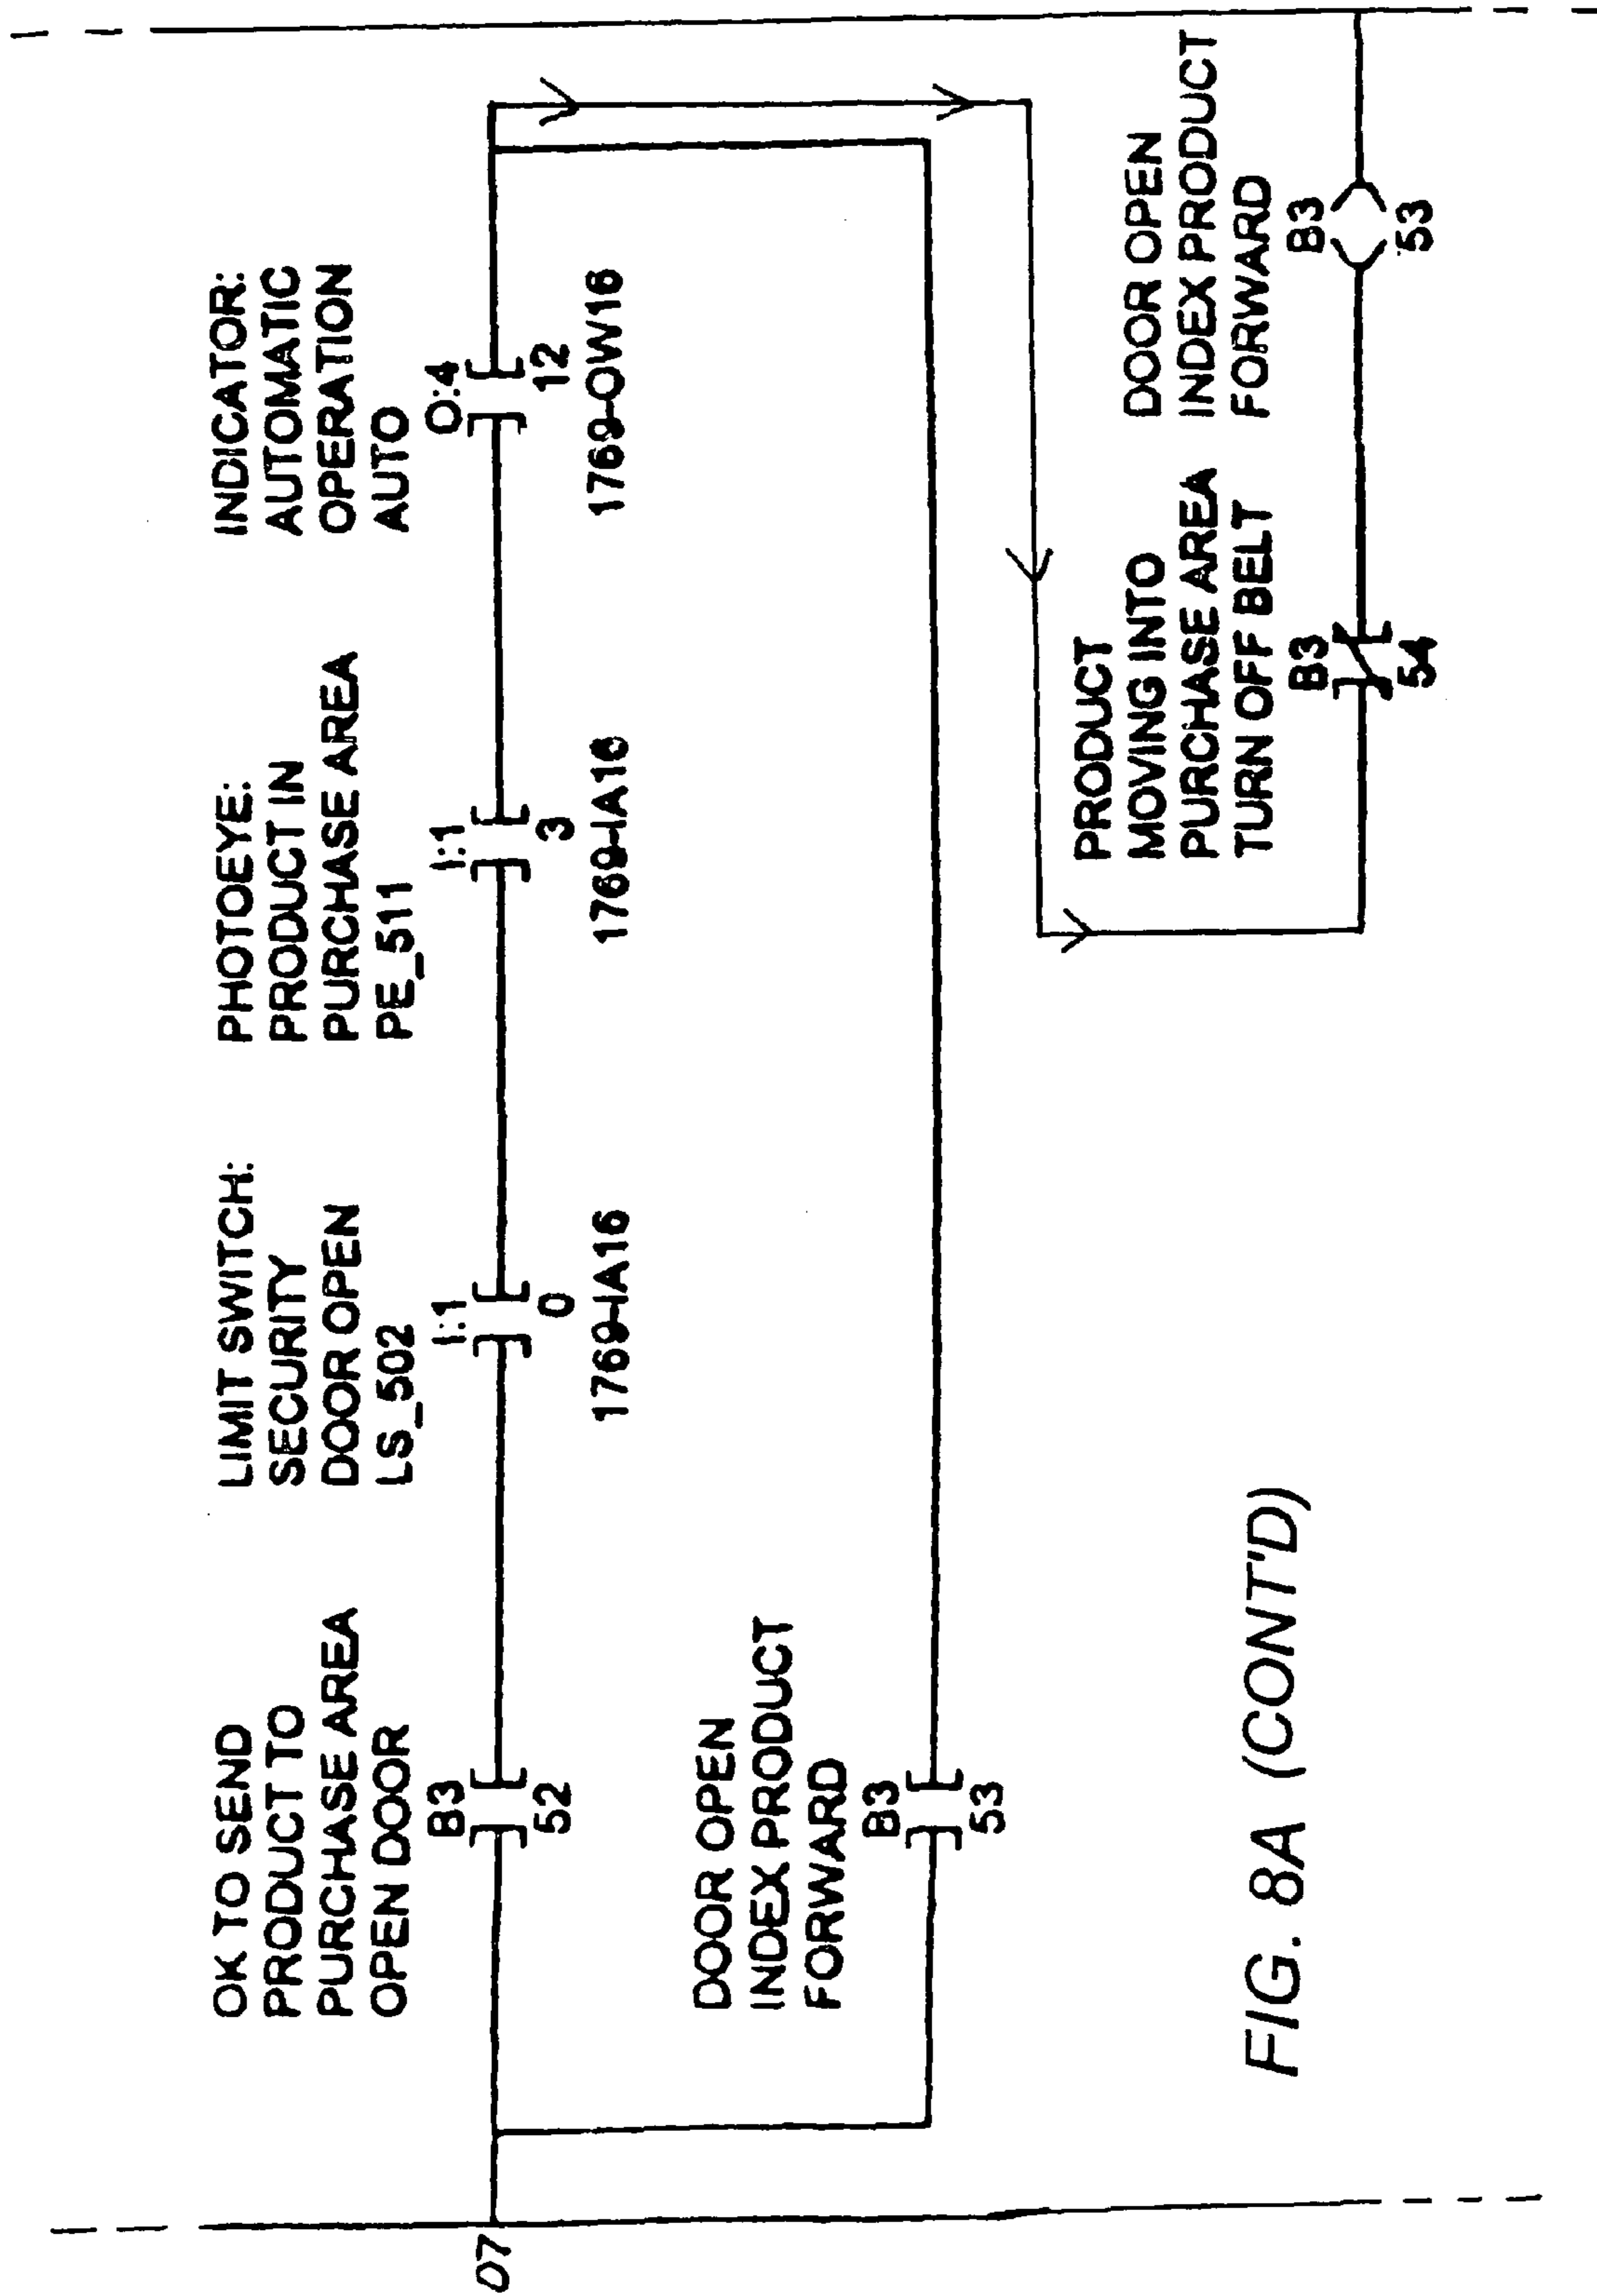 07
OK TO SEND
PRODUCT TO
PURCHASE AREA
OPEN DOOR
B3
52
LIMIT SWITCH:
SECURITY
DOOR OPEN
LS_502
I:1
0
1769-IA16
PHOTOEYE:
PRODUCT IN
PURCHASE AREA
PE_511
I:1
3
1769-IA16
INDICATOR:
AUTOMATIC
OPERATION
AUTO
O:4
12
1769-OW16
DOOR OPEN
INDEX PRODUCT
FORWARD
B3
53
PRODUCT
MOVING INTO
PURCHASE AREA
TURN OFF BELT
B3
54
DOOR OPEN
INDEX PRODUCT
FORWARD
B3
53
FIG. 8A (CONT'D)